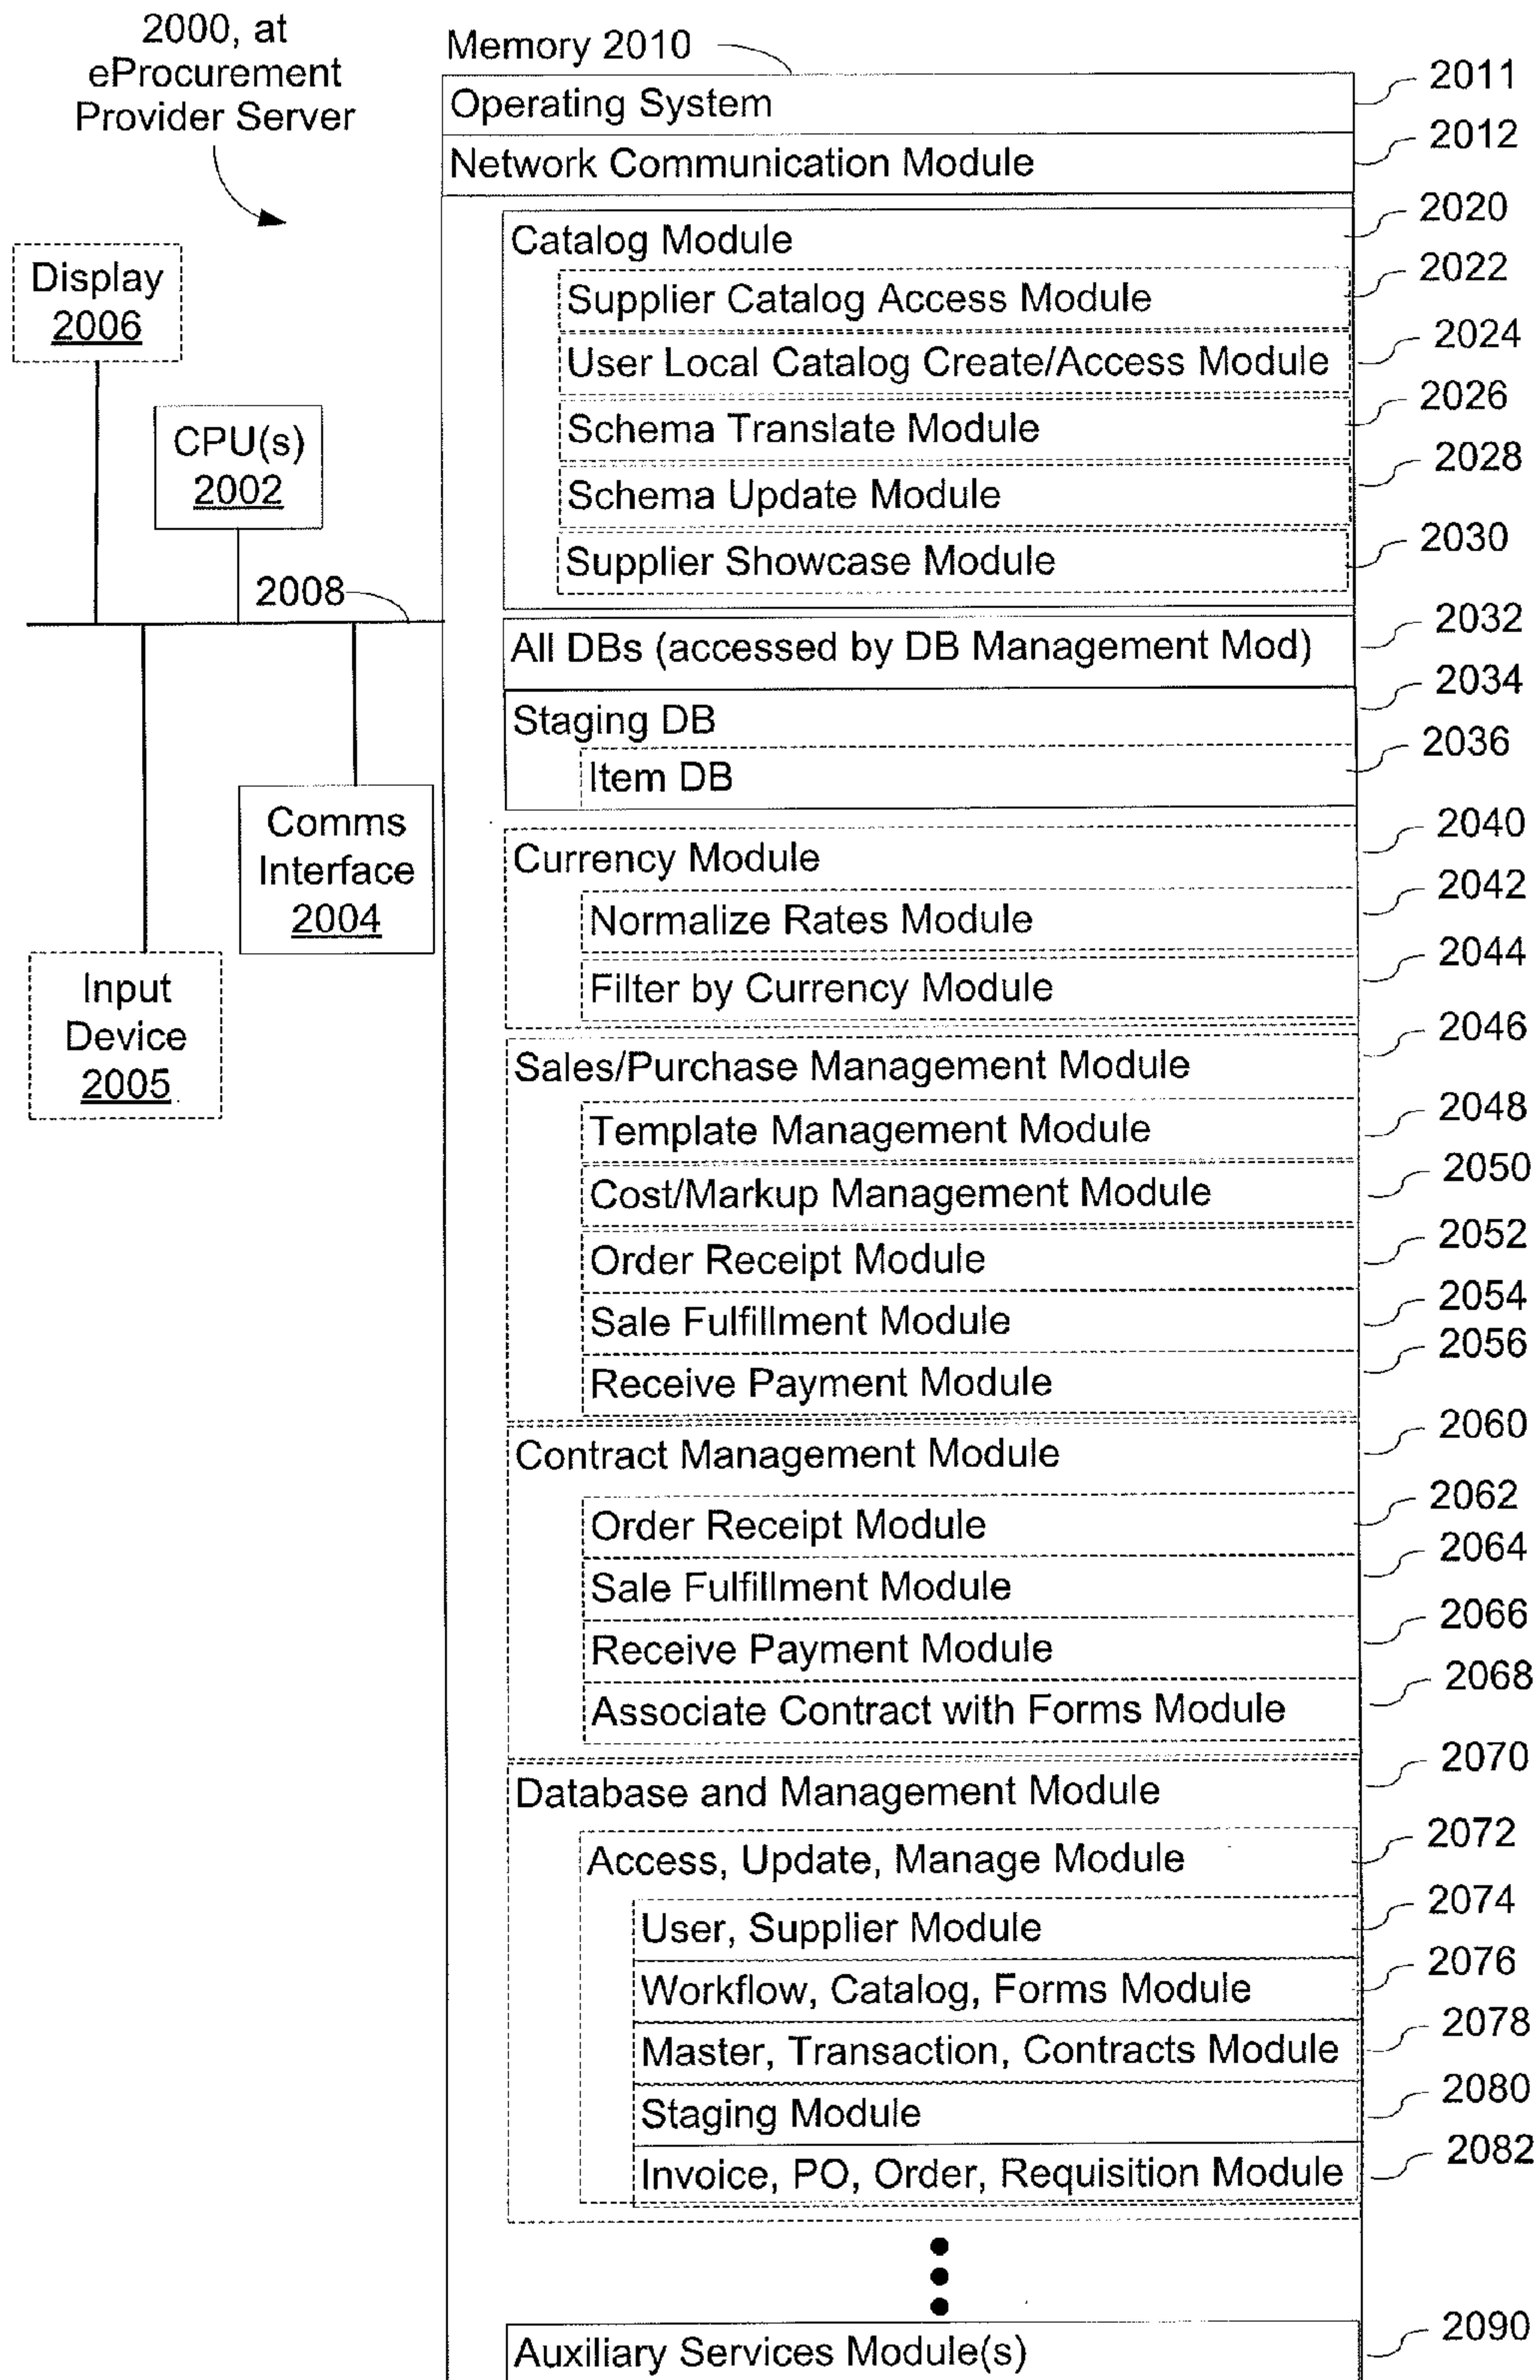 2000, at
eProcurement
Provider Server
Memory 2010
Operating System 2011
Network Communication Module 2012
Catalog Module 2020
Supplier Catalog Access Module 2022
User Local Catalog Create/Access Module 2024
Schema Translate Module 2026
Schema Update Module 2028
Supplier Showcase Module 2030
Display
2006
CPU(s)
2002
2008
Comms
Interface
2004
Input
Device
2005
All DBs (accessed by DB Management Mod) 2032
Staging DB 2034
Item DB 2036
Currency Module 2040
Normalize Rates Module 2042
Filter by Currency Module 2044
Sales/Purchase Management Module 2046
Template Management Module 2048
Cost/Markup Management Module 2050
Order Receipt Module 2052
Sale Fulfillment Module 2054
Receive Payment Module 2056
Contract Management Module 2060
Order Receipt Module 2062
Sale Fulfillment Module 2064
Receive Payment Module 2066
Associate Contract with Forms Module 2068
Database and Management Module 2070
Access, Update, Manage Module 2072
User, Supplier Module 2074
Workflow, Catalog, Forms Module 2076
Master, Transaction, Contracts Module 2078
Staging Module 2080
Invoice, PO, Order, Requisition Module 2082
Auxiliary Services Module(s) 2090